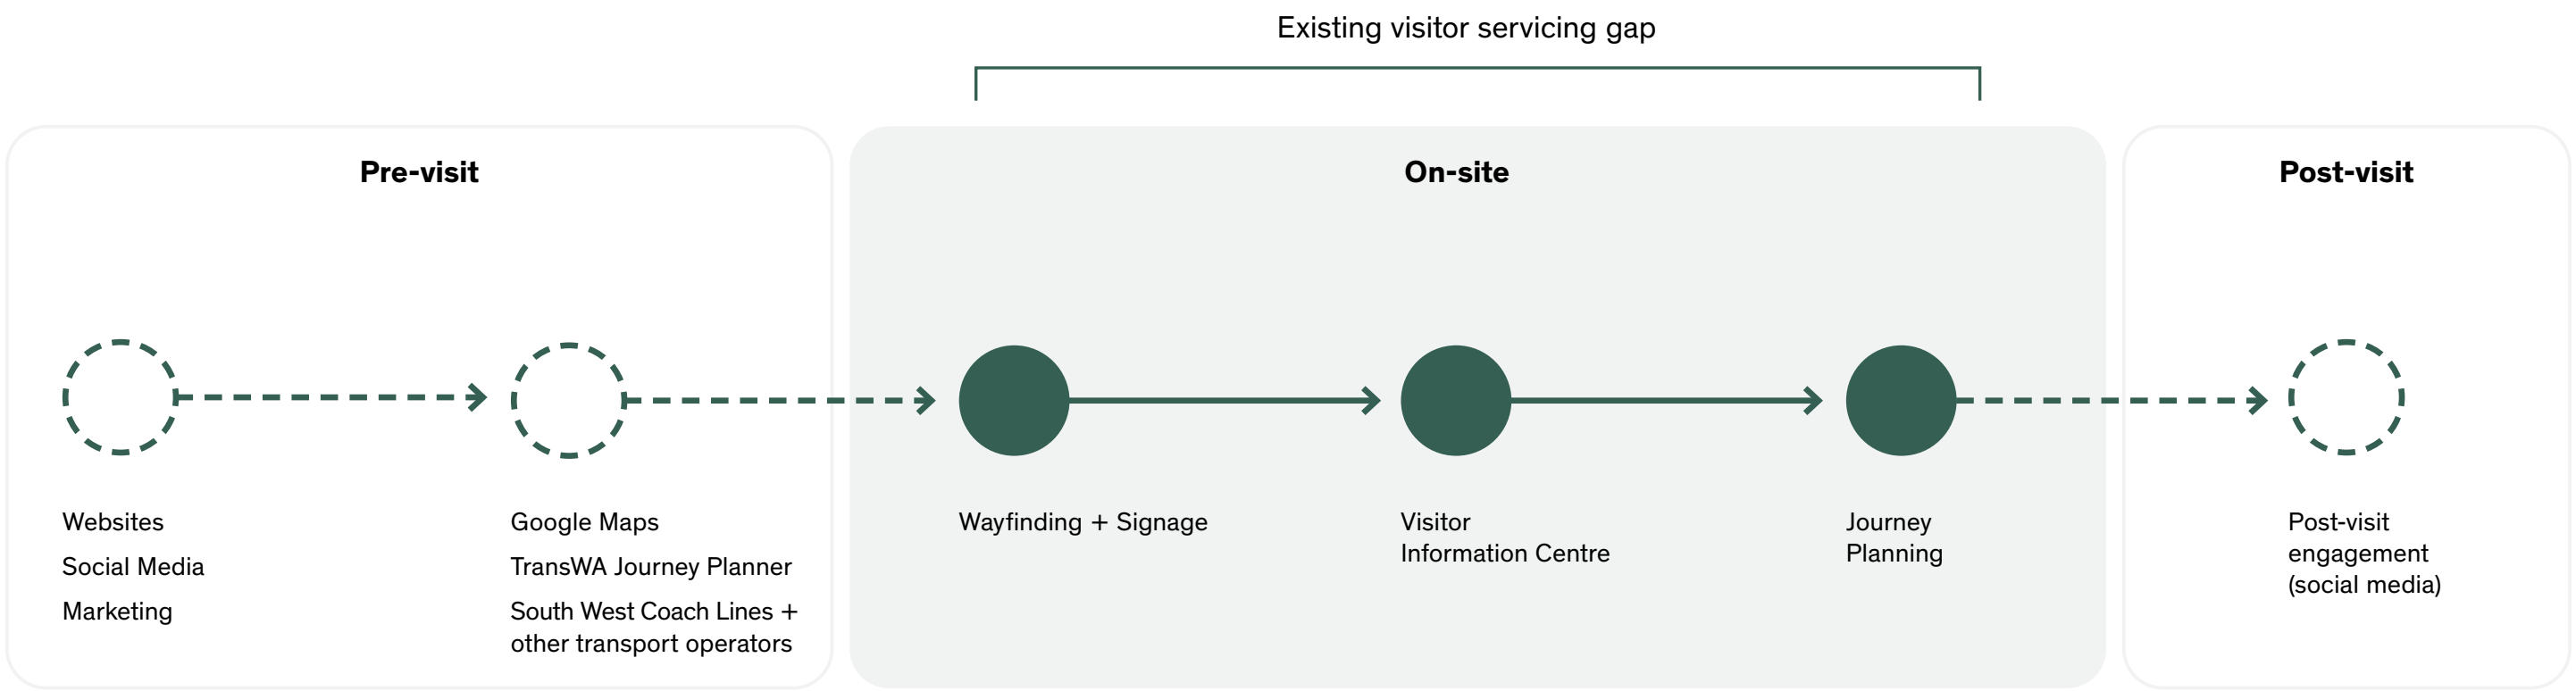 Existing visitor servicing gap
Pre-visit
Websites
Social Media
Marketing
Google Maps
TransWA Journey Planner
South West Coach Lines +
other transport operators
On-site
Wayfinding + Signage
Visitor
Information Centre
Journey
Planning
Post-visit
Post-visit
engagement
(social media)